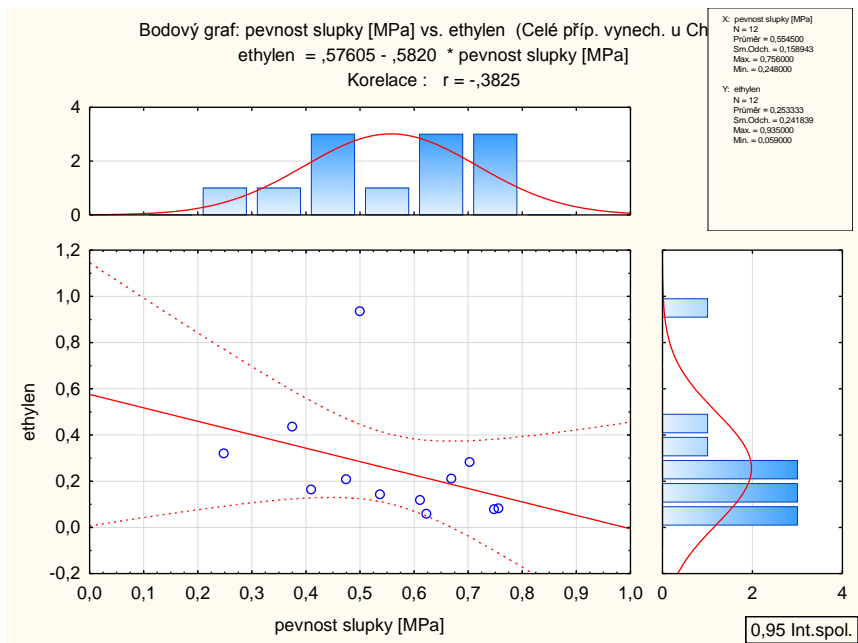 Bodový graf: pevnost slupky [MPa] vs. ethylen (Celé příp. vynech. u Ch
ethylen = ,57605 - ,5820 * pevnost slupky [MPa]
Korelace : r = -,3825
X: pevnost slupky [MPa]
N = 12
Průměr = 0,554500
Sm.Odch. = 0,158943
Max. = 0,756000
Min. = 0,248000
Y: ethylen
N = 12
Průměr = 0,253333
Sm.Odch. = 0,241839
Max. = 0,935000
Min. = 0,059000
4
2
0
1,2
1,0
0,8
0,6
0,4
0,2
0,0
-0,2
ethylen
0,0 0,1 0,2 0,3 0,4 0,5 0,6 0,7 0,8 0,9 1,0
pevnost slupky [MPa]
0 2 4
0,95 Int.spol.